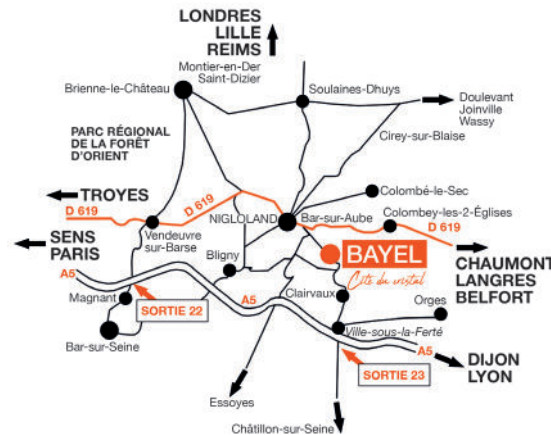 LONDRES
LILLE
REIMS
Montier-en-Der
Saint-Dizier
Brienne-le-Château
Soulaines-Dhuys
Doulevant
Joinville
Wassy
Cirey-sur-Blaise
PARC RÉGIONAL
DE LA FORÊT
D'ORIENT
TROYES
D 619
D 619
Colombé-le-Sec
NIGLOLAND
Bar-sur-Aube
Colombey-les-2-Églises
D 619
Vendeuvre
sur-Barse
SENS
PARIS
Bligny
BAYEL
Cité du cristal
CHAUMONT
LANGRES
BELFORT
A5
Magnant
SORTIE 22
A5
Clairvaux
Orges
Bar-sur-Seine
Ville-sous-la-Ferté
A5
SORTIE 23
DIJON
LYON
Essoyes
Châtillon-sur-Seine